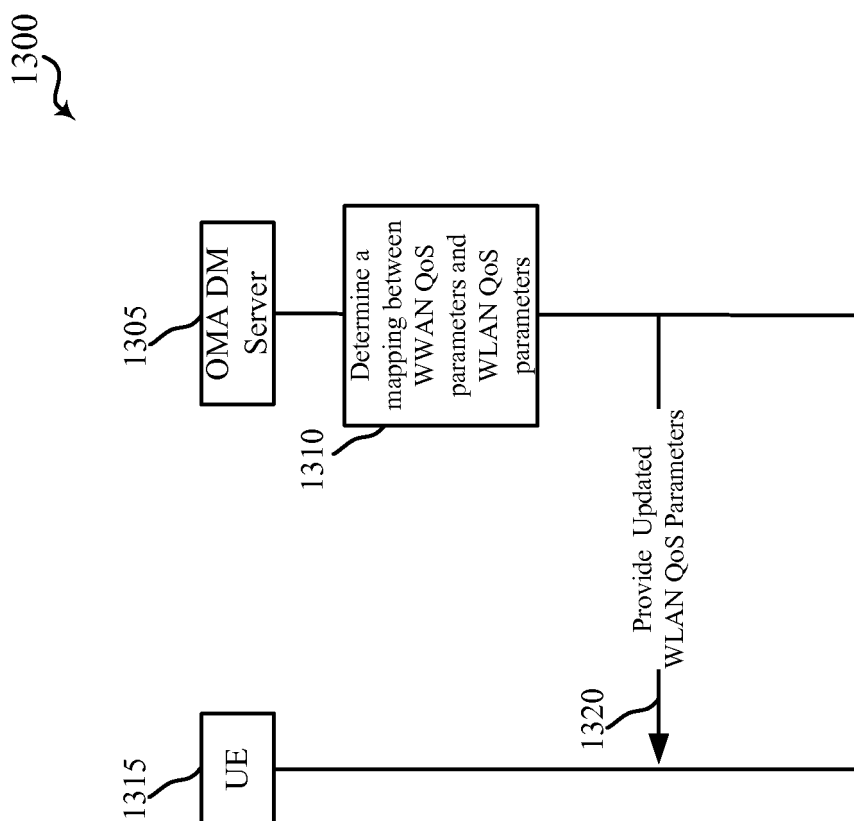 1300
1315
UE
1305
OMA DM
Server
1310
Determine a
mapping between
WWAN QoS
parameters and
WLAN QoS
parameters
1320
Provide Updated
WLAN QoS Parameters